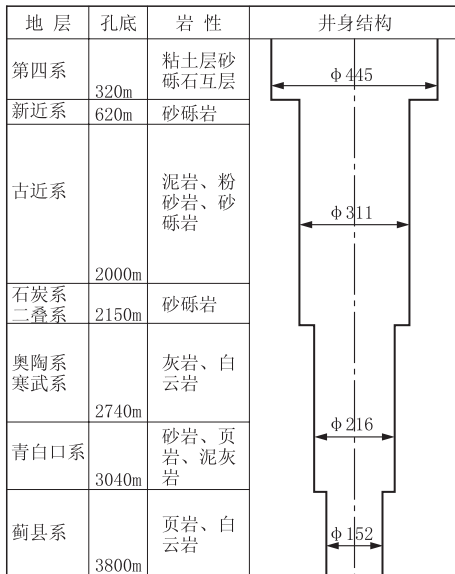 地 层 孔底 岩 性 井身结构
第四系 320m 粘土层砂
砾石互层 φ445
新近系 620m 砂砾岩
古近系 2000m 泥岩、粉
砂岩、砂
砾岩 φ311
石炭系
二叠系 2150m 砂砾岩
奥陶系
寒武系 2740m 灰岩、白
云岩
青白口系 3040m 砂岩、页
岩、泥灰
岩 φ216
蓟县系 3800m 页岩、白
云岩 φ152